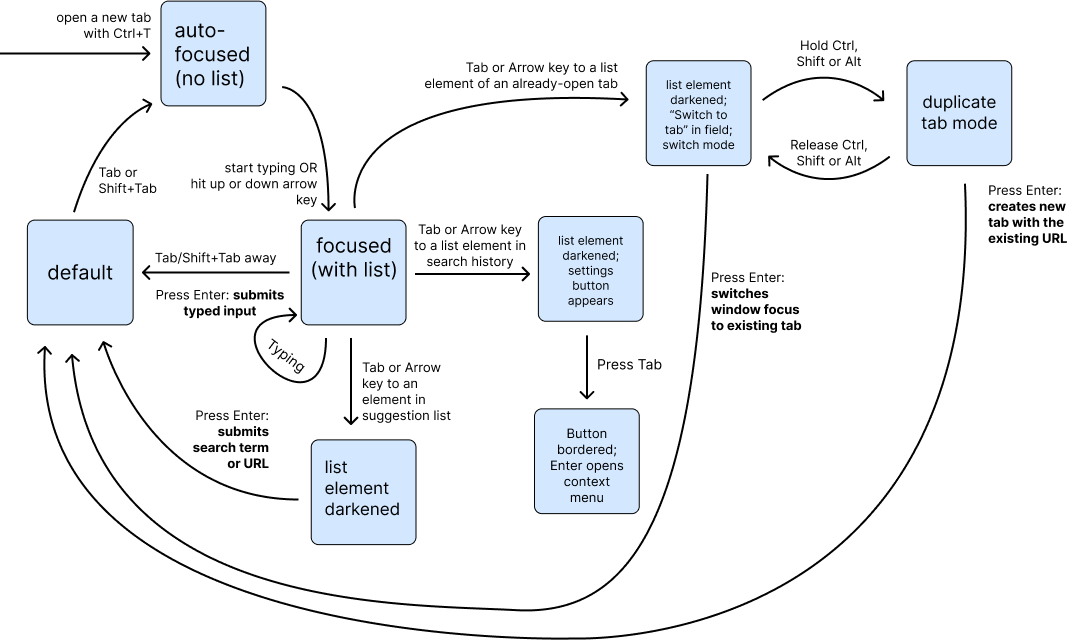 open a new tab
with Ctrl+T
auto-
focused
(no list)
Tab or Arrow key to a list
element of an already-open tab
list element
darkened;
“Switch to
tab” in field;
switch mode
Hold Ctrl,
Shift or Alt
Release Ctrl,
Shift or Alt
duplicate
tab mode
Tab or
Shift+Tab
start typing OR
hit up or down arrow
key
Press Enter:
creates new
tab with the
existing URL
default
Tab/Shift+Tab away
Press Enter: submits
typed input
focused
(with list)
Tab or Arrow key
to a list element in
search history
list element
darkened;
settings
button
appears
Press Enter:
switches
window focus
to existing tab
Typing
Tab or Arrow
key to an
element in
suggestion list
Press Tab
Press Enter:
submits
search term
or URL
list
element
darkened
Button
bordered;
Enter opens
context
menu